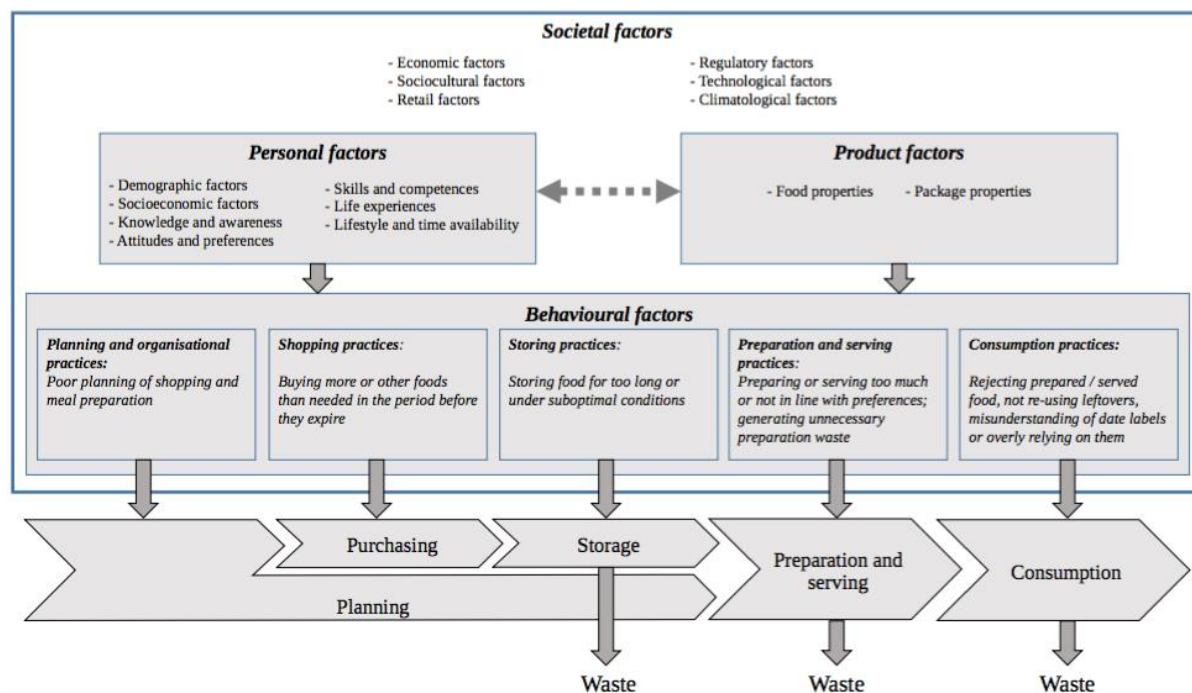 Societal factors
- Economic factors
- Sociocultural factors
- Retail factors
- Regulatory factors
- Technological factors
- Climatological factors
Personal factors
- Demographic factors
- Socioeconomic factors
- Knowledge and awareness
- Attitudes and preferences
- Skills and competences
- Life experiences
- Lifestyle and time availability
Product factors
- Food properties
- Package properties
Behavioural factors
Planning and organisational
practices:
Poor planning of shopping and
meal preparation
Shopping practices:
Buying more or other foods
than needed in the period before
they expire
Storing practices:
Storing food for too long or
under suboptimal conditions
Preparation and serving
practices:
Preparing or serving too much
or not in line with preferences;
generating unnecessary
preparation waste
Consumption practices:
Rejecting prepared / served
food, not re-using leftovers,
misunderstanding of date labels
or overly relying on them
Purchasing
Storage
Planning
Preparation and
serving
Consumption
Waste
Waste
Waste